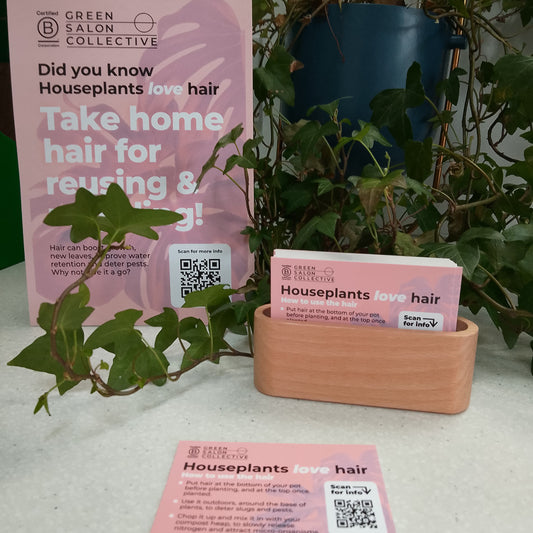 Certified
B
Corporation
GREEN
SALON
COLLECTIVE
Did you know
Houseplants love hair
Take home
hair for
reusing &
Hair can boost
new leaves,
water
retention and deter pests.
Why not give it a go?
Scan for more info
B
GREEN
SALON
COLLECTIVE
Houseplants love hair
How to use the hair
Put hair at the bottom of your pot
before planting, and at the top once
Scan
for info
B
GREEN
SALON
COLLECTIVE
Houseplants love hair
How to use the hair
Put hair at the bottom of your pot
before planting, and at the top once
planted.
Use it outdoors, around the base of
plants, to deter slugs and pests.
Chop it up and mix it in with your
compost heap, to slowly release
nitrogen and attract micro-organisms
Scan
for info